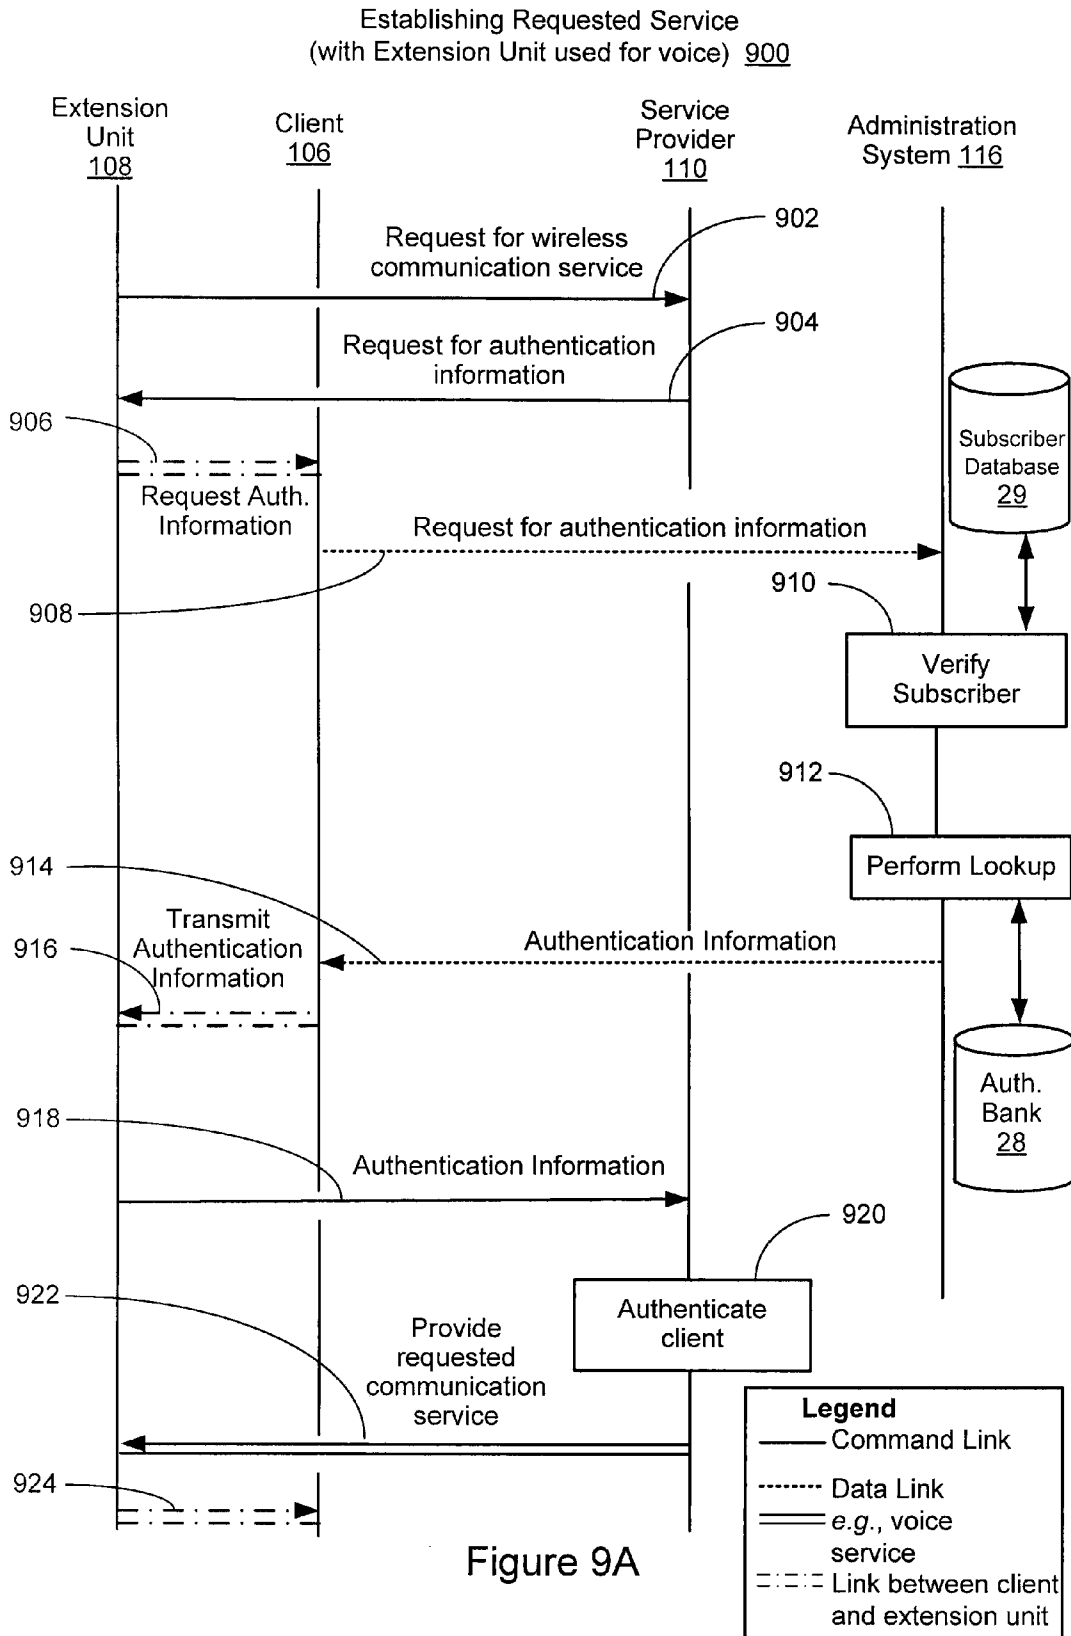 Establishing Requested Service
(with Extension Unit used for voice) 900
Extension
Unit
108
Client
106
Service
Provider
110
Administration
System 116
902
Request for wireless
communication service
904
Request for authentication
information
906
Request Auth.
Information
Subscriber
Database
29
Request for authentication information
908
910
Verify
Subscriber
912
Perform Lookup
914
Transmit
Authentication
Information
916
Authentication Information
Auth.
Bank
28
918
Authentication Information
920
Authenticate
client
922
Provide
requested
communication
service
924
Legend
Command Link
Data Link
e.g., voice
service
Link between client
and extension unit
Figure 9A